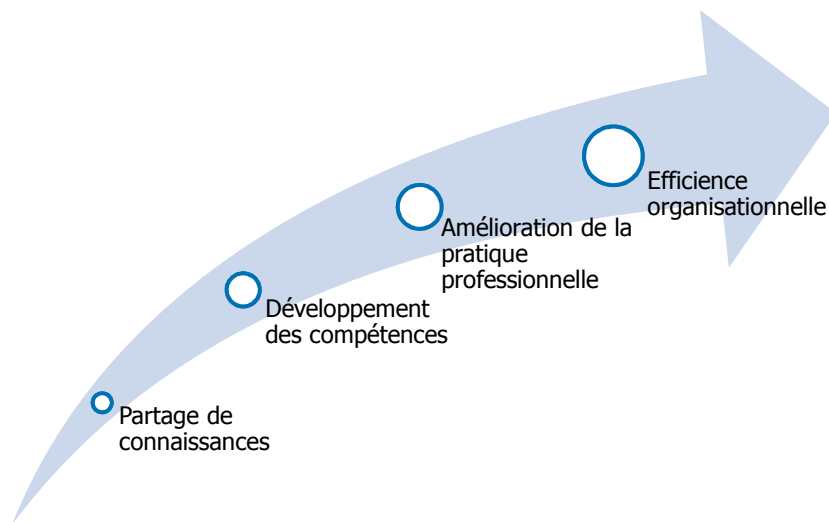 Efficience
organisationnelle
Amélioration de la
pratique
professionnelle
Développement
des compétences
Partage de
connaissances